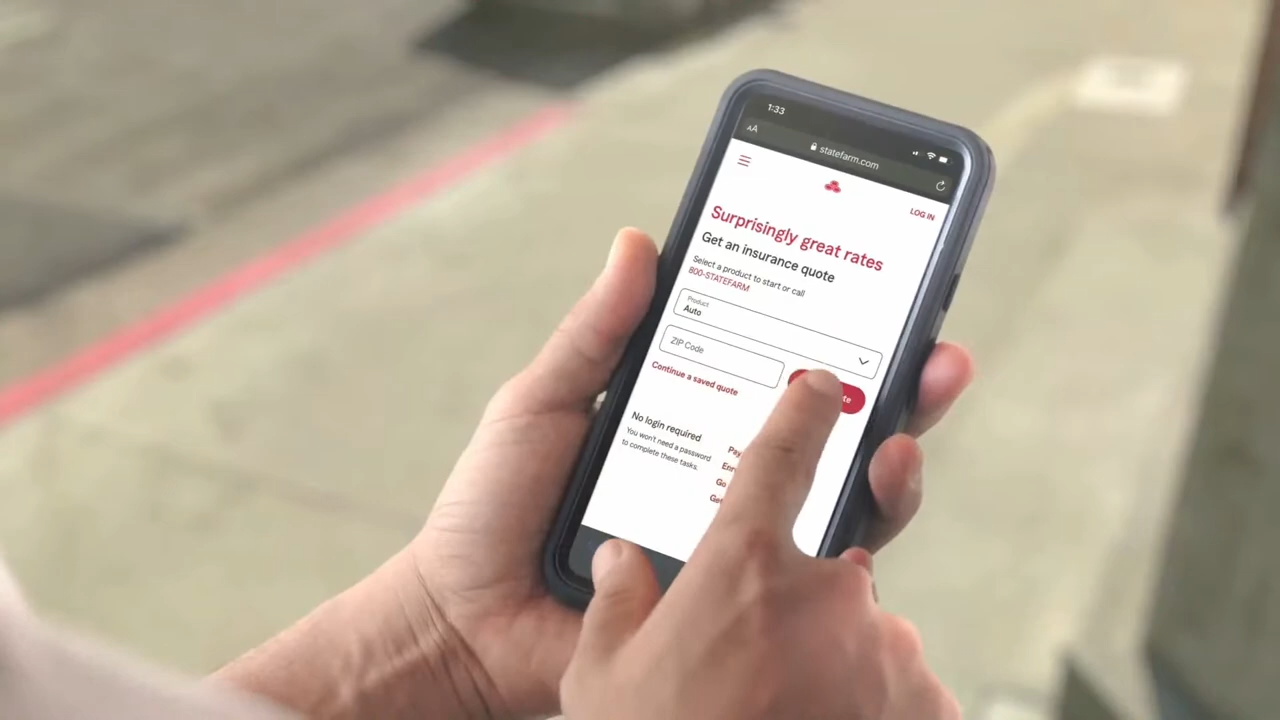 1:33
AA
statefarm.com
LOG IN
Surprisingly great rates
Get an insurance quote
Select a product to start or call
800-STATEFARM
Product
Auto
ZIP Code
Continue a saved quote
No login required
You won't need a password
to complete these tasks.